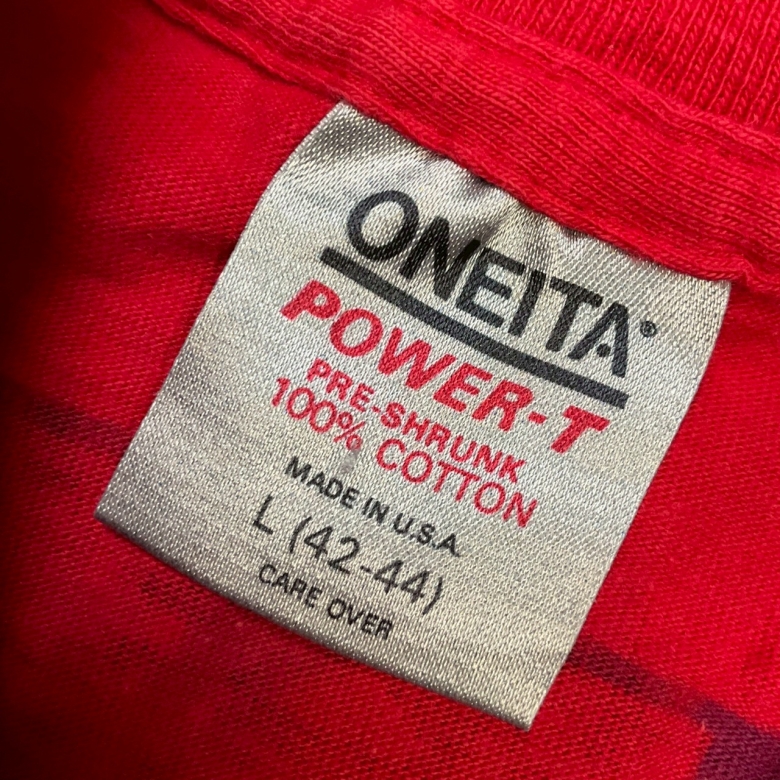 ONEITA®
POWER-T
PRE-SHRUNK
100% COTTON
MADE IN U.S.A.
L (42-44)
CARE OVER